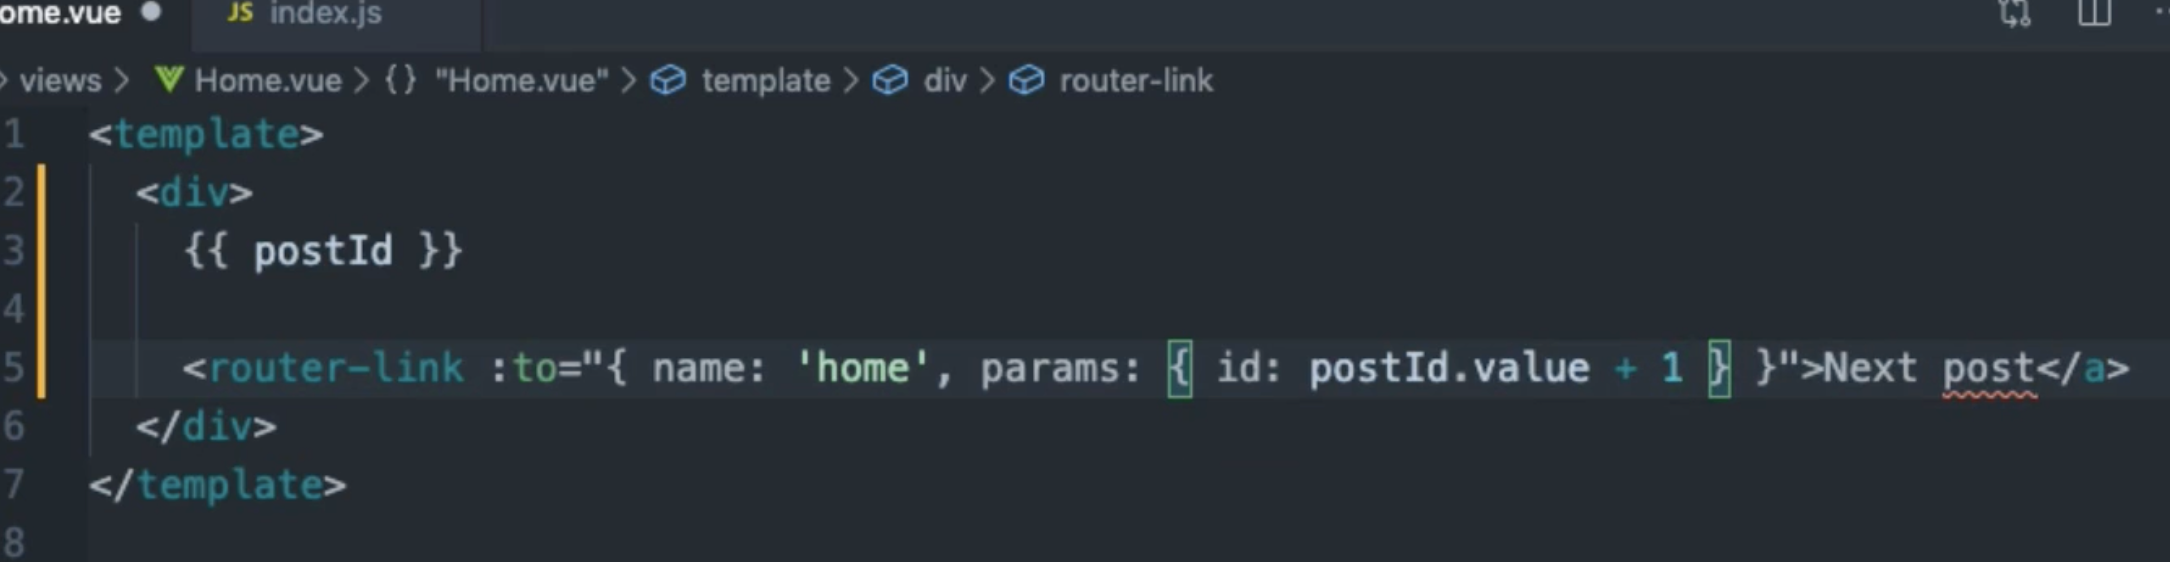 ome.vue JS index.js
views > Home.vue > {} "Home.vue" > template > div > router-link
1 <template>
2 <div>
3 {{ postId }}
4
5 <router-link :to="{ name: 'home', params: { id: postId.value + 1 } }">Next post</a>
6 </div>
7 </template>
8